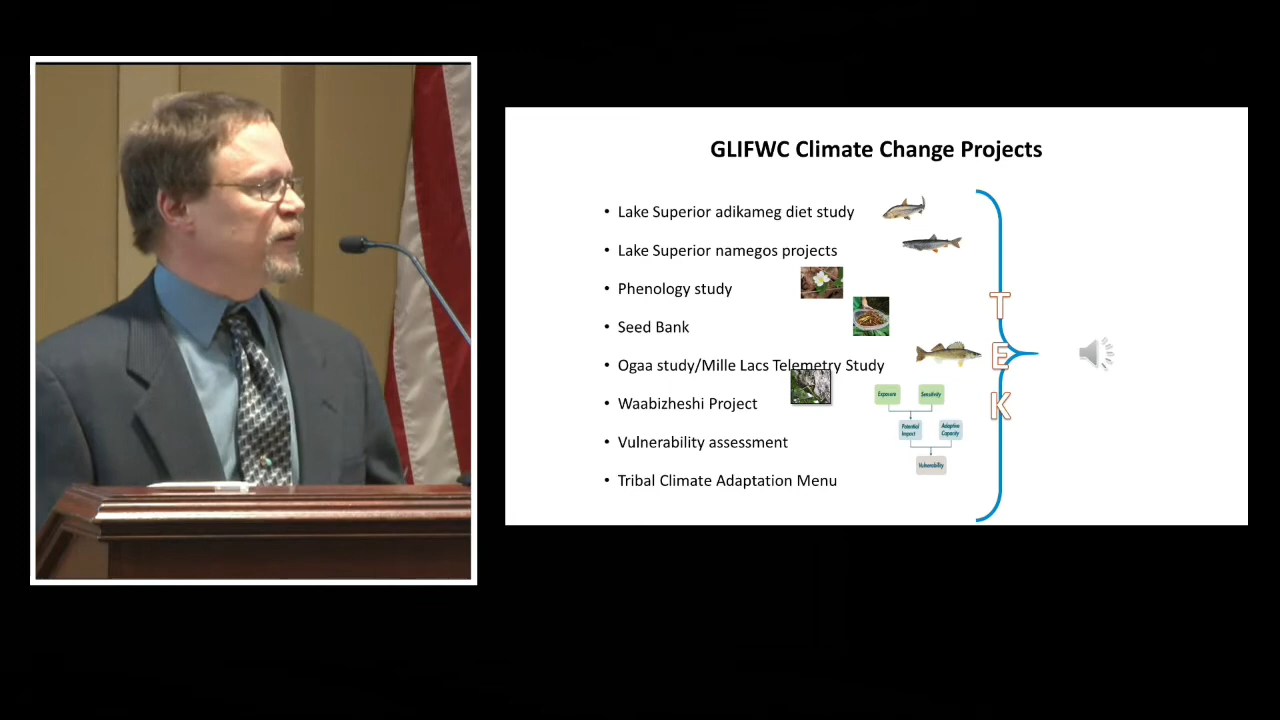 GLIFWC Climate Change Projects
• Lake Superior adikameg diet study
• Lake Superior namegos projects
• Phenology study
• Seed Bank
• Ogaa study/Mille Lacs Telemetry Study
• Waabizheshi Project
• Vulnerability assessment
• Tribal Climate Adaptation Menu
T
E
K
Exposure
Sensitivity
Potential
Impact
Adaptive
Capacity
Vulnerability